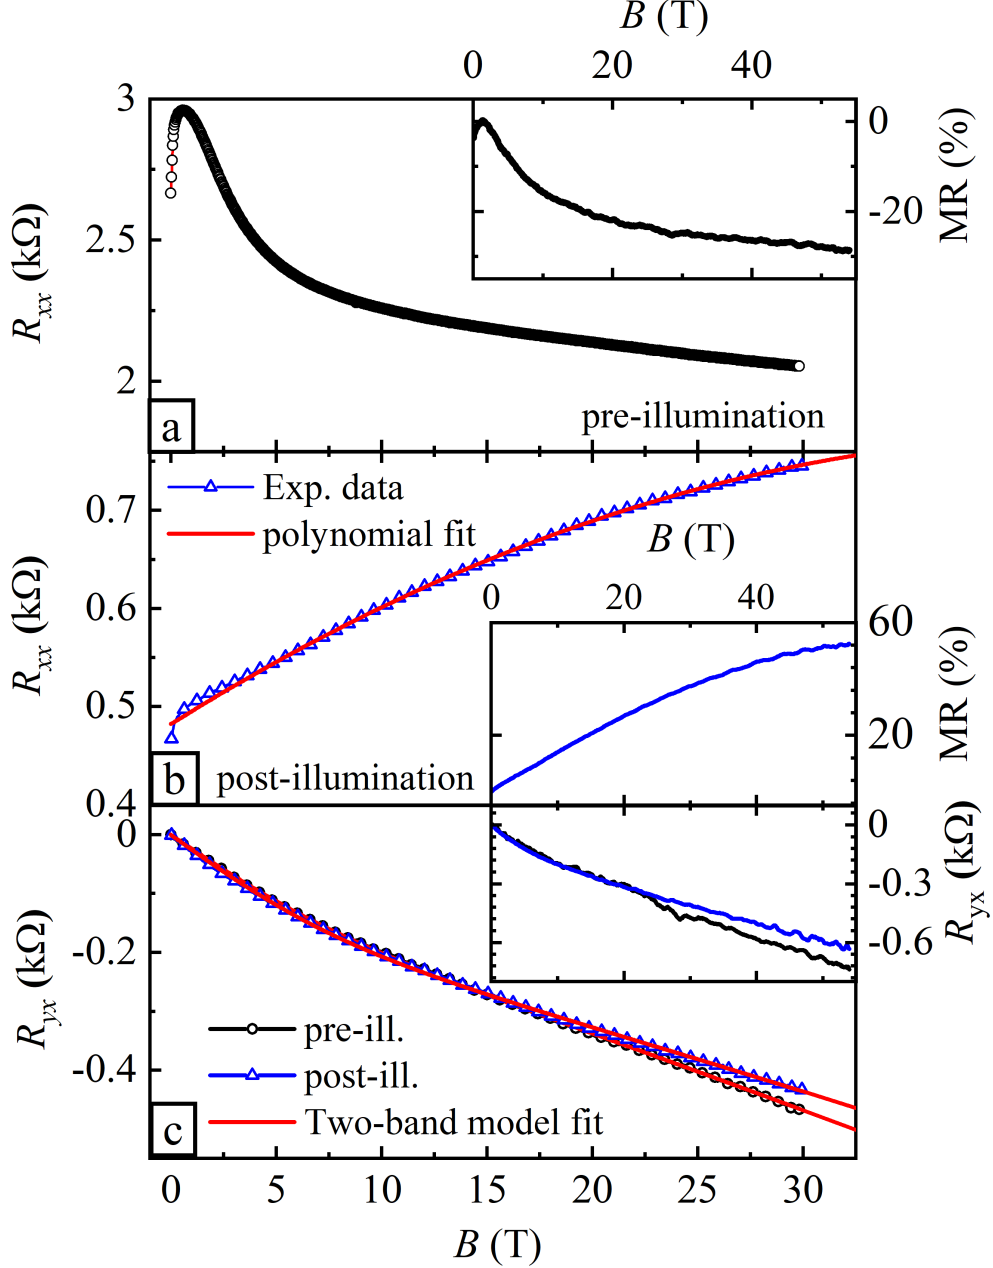 B (T)
0 20 40
3
2.5
2
R_xx (kΩ)
0
-20
MR (%)
a
pre-illumination
Exp. data
polynomial fit
0.7
0.6
0.5
0.4
R_xx (kΩ)
B (T)
0 20 40
60
20
MR (%)
b
post-illumination
0
-0.2
-0.4
R_yx (kΩ)
0
-0.3
-0.6
R_yx (kΩ)
pre-ill.
post-ill.
Two-band model fit
c
0 5 10 15 20 25 30
B (T)